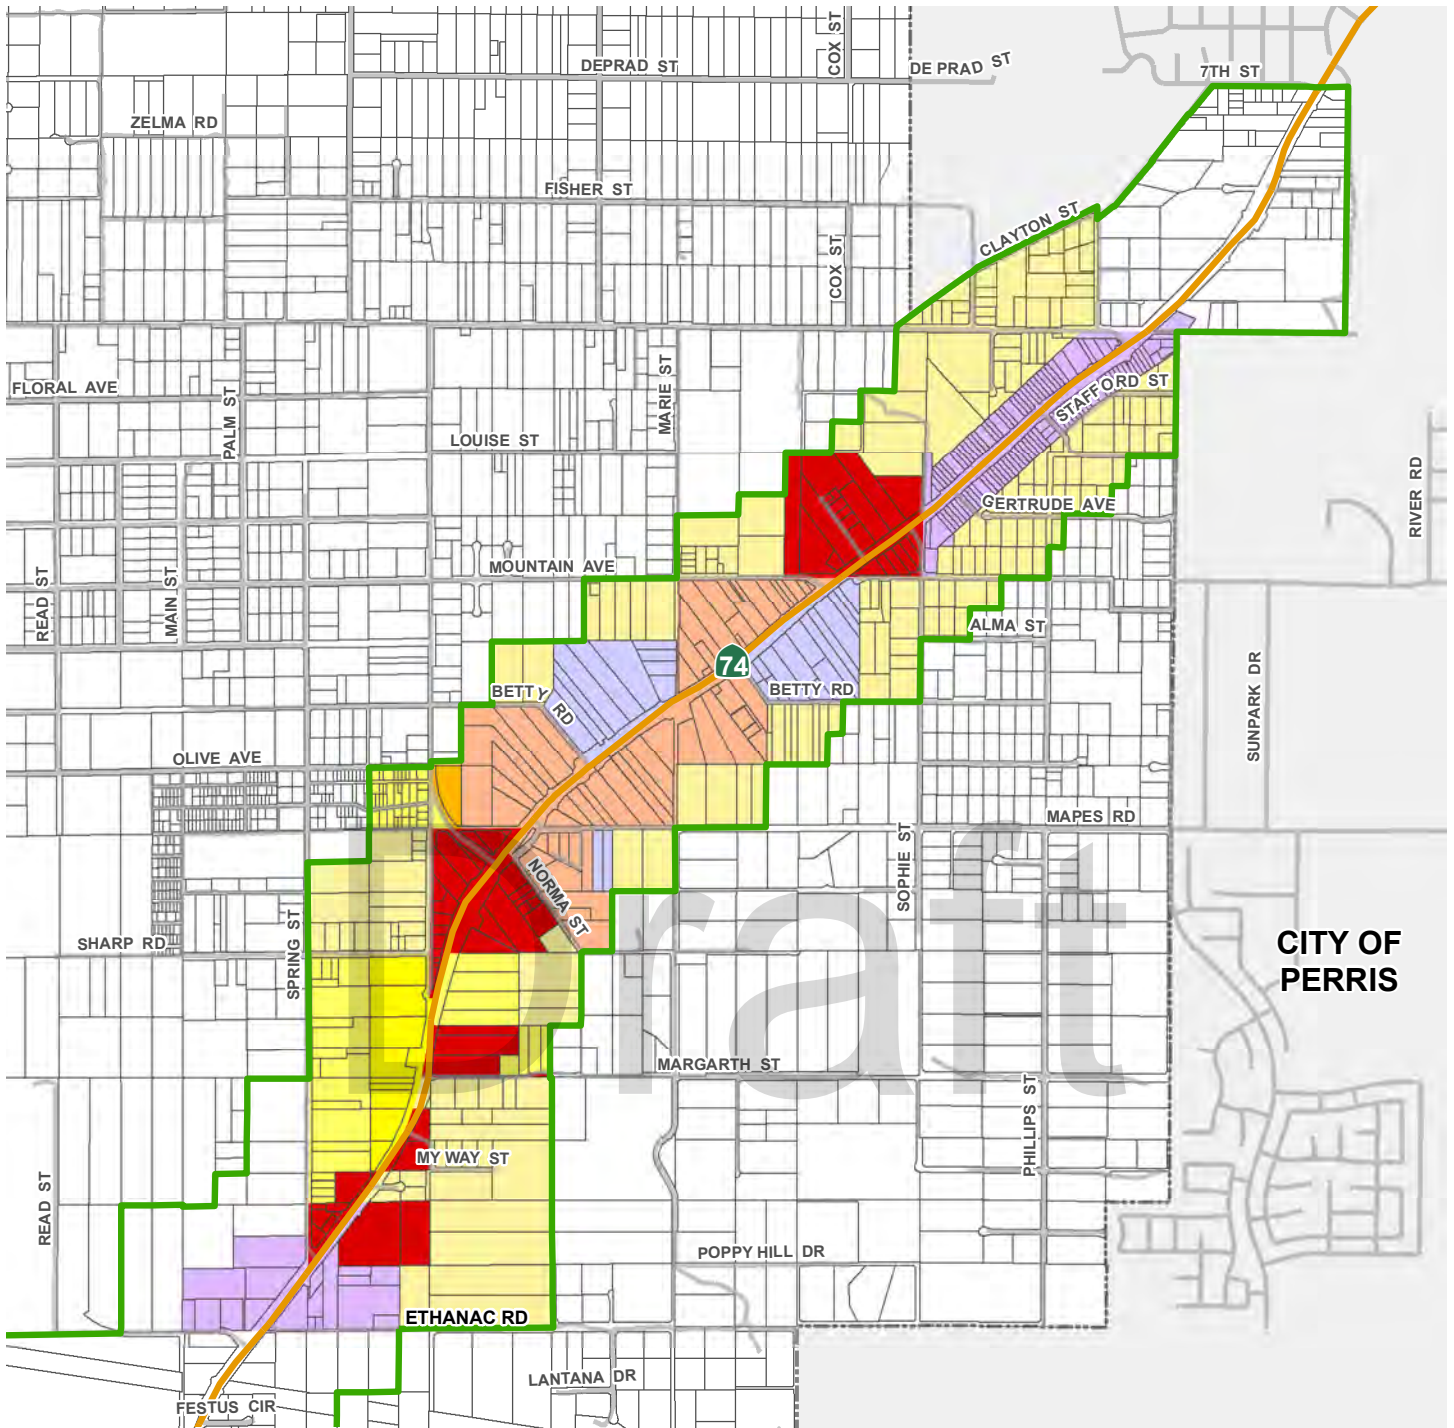 COX ST
DEPRAD ST
DE PRAD ST
7TH ST
ZELMA RD
FISHER ST
CLAYTON ST
COX ST
FLORAL AVE
PALM ST
MARIE ST
STAFFORD ST
LOUISE ST
RIVER RD
GERTRUDE AVE
MOUNTAIN AVE
READ ST
MAIN ST
ALMA ST
74
BETTY RD
BETTY RD
SUNPARK DR
OLIVE AVE
MAPES RD
SOPHIE ST
NORMA ST
Draft
SHARP RD
SPRING ST
CITY OF
PERRIS
MARGARTH ST
PHILLIPS ST
MY WAY ST
READ ST
POPPY HILL DR
ETHANAC RD
LANTANA DR
FESTUS CIR